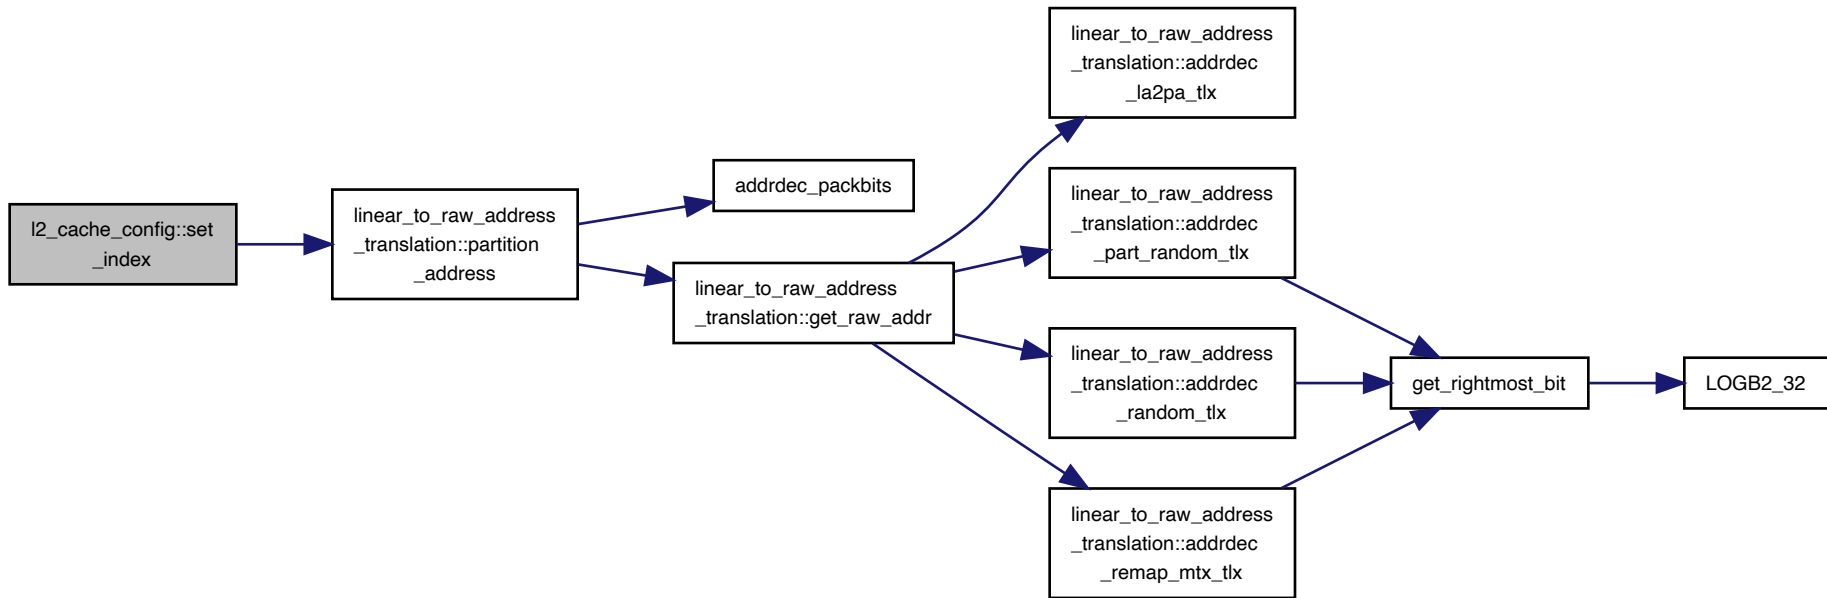 l2_cache_config::set
_index
linear_to_raw_address
_translation::partition
_address
addrdec_packbits
linear_to_raw_address
_translation::get_raw_addr
linear_to_raw_address
_translation::addrdec
_la2pa_tlx
linear_to_raw_address
_translation::addrdec
_part_random_tlx
linear_to_raw_address
_translation::addrdec
_random_tlx
linear_to_raw_address
_translation::addrdec
_remap_mtx_tlx
get_rightmost_bit
LOGB2_32